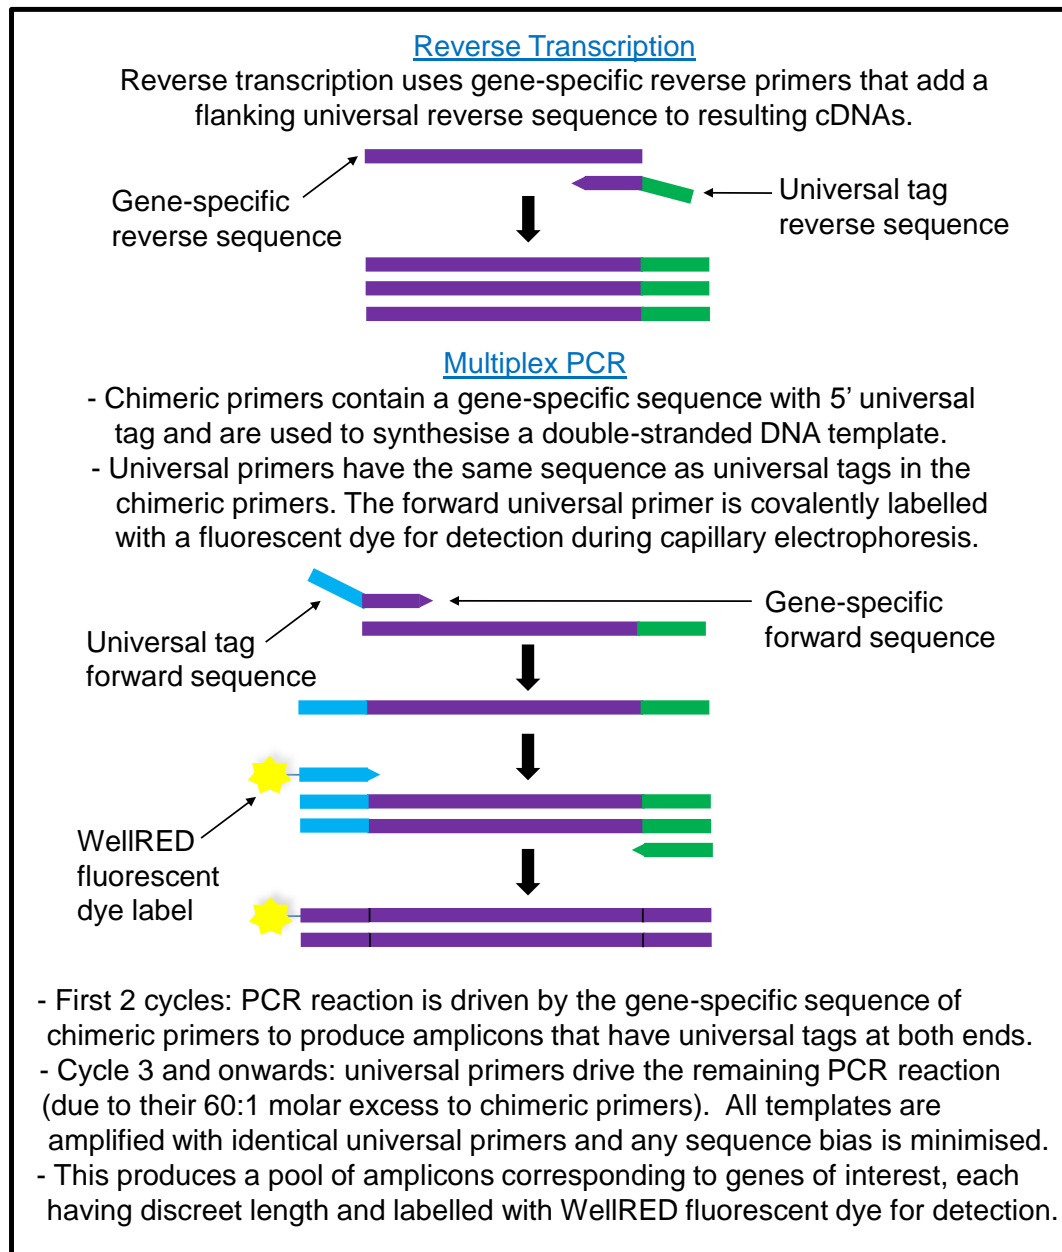 Reverse Transcription
Reverse transcription uses gene-specific reverse primers that add a
flanking universal reverse sequence to resulting cDNAs.
Gene-specific
reverse sequence
Universal tag
reverse sequence
Multiplex PCR
- Chimeric primers contain a gene-specific sequence with 5’ universal
tag and are used to synthesise a double-stranded DNA template.
- Universal primers have the same sequence as universal tags in the
chimeric primers. The forward universal primer is covalently labelled
with a fluorescent dye for detection during capillary electrophoresis.
Universal tag
forward sequence
Gene-specific
forward sequence
WellRED
fluorescent
dye label
- First 2 cycles: PCR reaction is driven by the gene-specific sequence of
chimeric primers to produce amplicons that have universal tags at both ends.
- Cycle 3 and onwards: universal primers drive the remaining PCR reaction
(due to their 60:1 molar excess to chimeric primers). All templates are
amplified with identical universal primers and any sequence bias is minimised.
- This produces a pool of amplicons corresponding to genes of interest, each
having discreet length and labelled with WellRED fluorescent dye for detection.